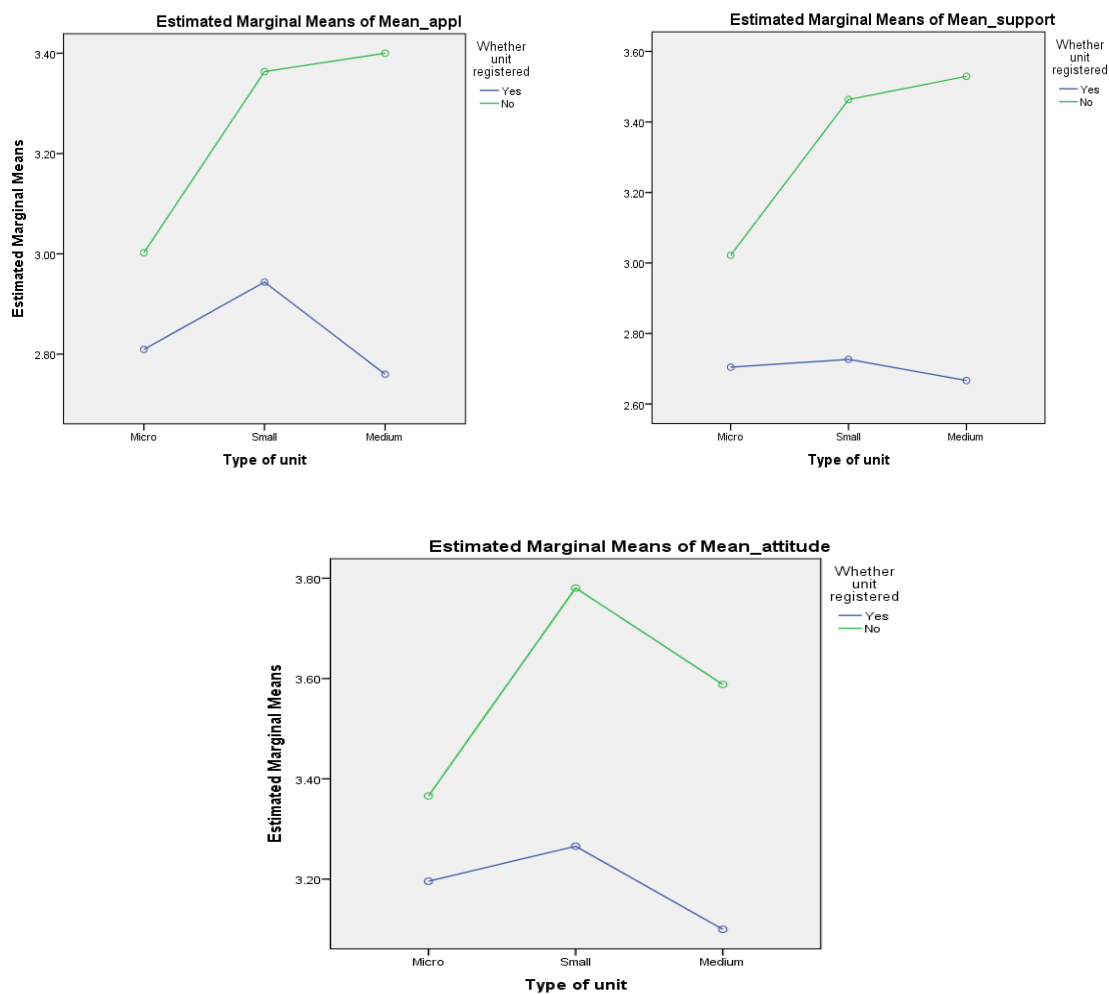 Estimated Marginal Means of Mean_appl
Whether
unit
registered
Yes
No
Estimated Marginal Means
3.40
3.20
3.00
2.80
Micro
Small
Medium
Type of unit
Estimated Marginal Means of Mean_support
Whether
unit
registered
Yes
No
3.60
3.40
3.20
3.00
2.80
2.60
Micro
Small
Medium
Type of unit
Estimated Marginal Means of Mean_attitude
Whether
unit
registered
Yes
No
Estimated Marginal Means
3.80
3.60
3.40
3.20
Micro
Small
Medium
Type of unit